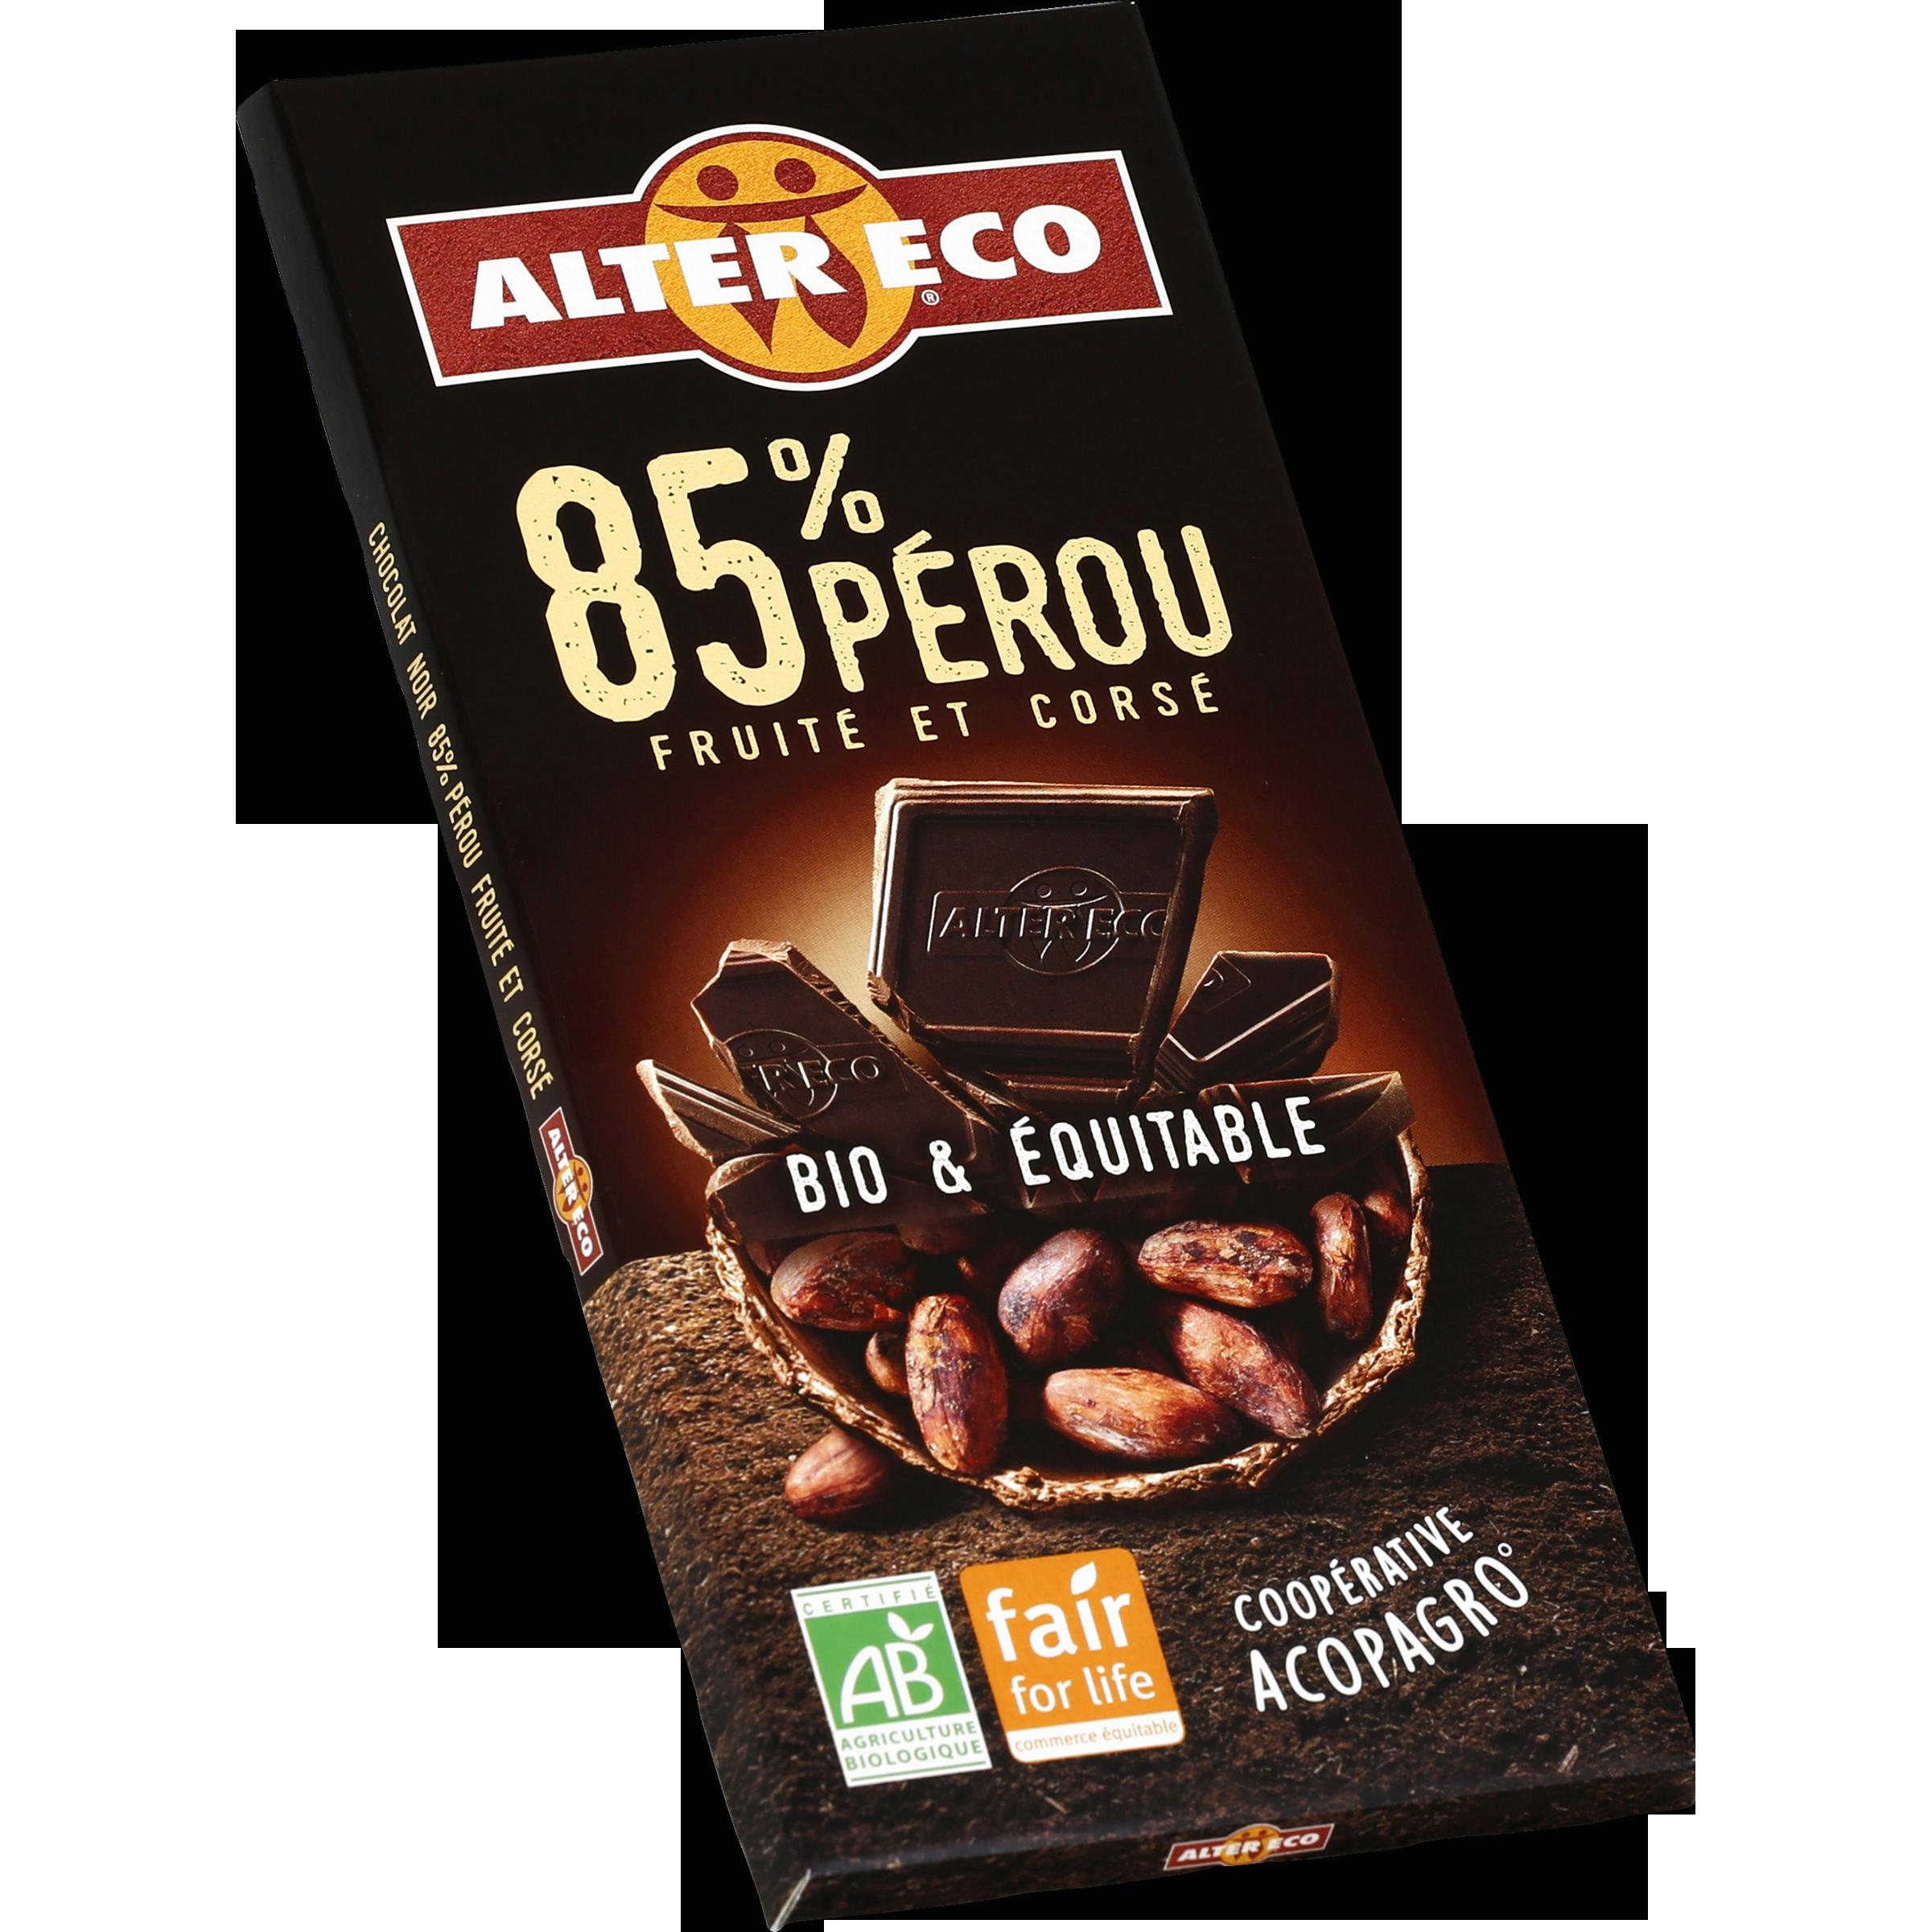 ALTER ECO
®
85%
PÉROU
FRUITÉ ET CORSÉ
ALTER ECO
ER ECO
BIO & ÉQUITABLE
CERTIFIÉ
AB
AGRICULTURE
BIOLOGIQUE
fair
for life
commerce équitable
COOPÉRATIVE
ACOPAGRO°
CHOCOLAT NOIR 85% PÉROU FRUITÉ ET CORSÉ
ALTER ECO
ALTER ECO